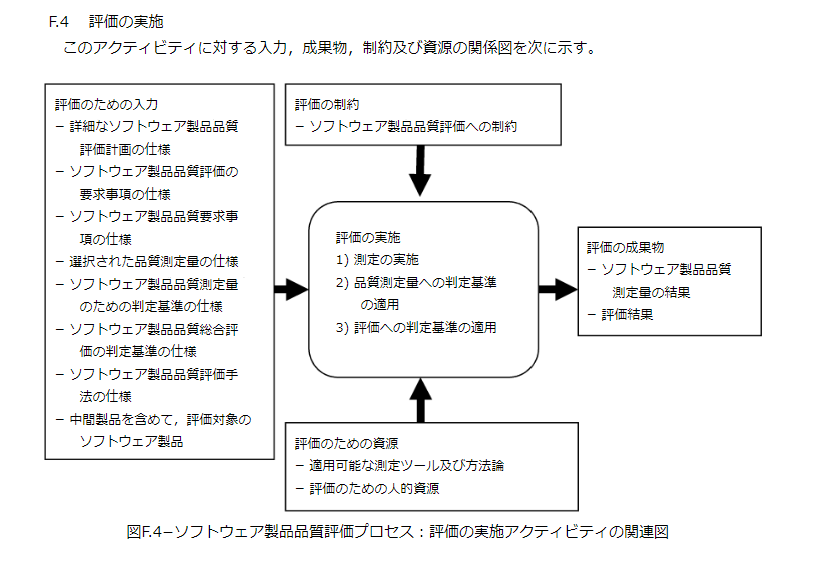 F.4 評価の実施
このアクティビティに対する入力，成果物，制約及び資源の関係図を次に示す。
評価のための入力
− 詳細なソフトウェア製品品質
評価計画の仕様
− ソフトウェア製品品質評価の
要求事項の仕様
− ソフトウェア製品品質要求事
項の仕様
− 選択された品質測定量の仕様
− ソフトウェア製品品質測定量
のための判定基準の仕様
− ソフトウェア製品品質総合評
価の判定基準の仕様
− ソフトウェア製品品質評価手
法の仕様
− 中間製品を含めて，評価対象の
ソフトウェア製品
評価の制約
− ソフトウェア製品品質評価への制約
評価の実施
1) 測定の実施
2) 品質測定量への判定基準
の適用
3) 評価への判定基準の適用
評価の成果物
− ソフトウェア製品品質
測定量の結果
− 評価結果
評価のための資源
− 適用可能な測定ツール及び方法論
− 評価のための人的資源
図F.4−ソフトウェア製品品質評価プロセス：評価の実施アクティビティの関連図